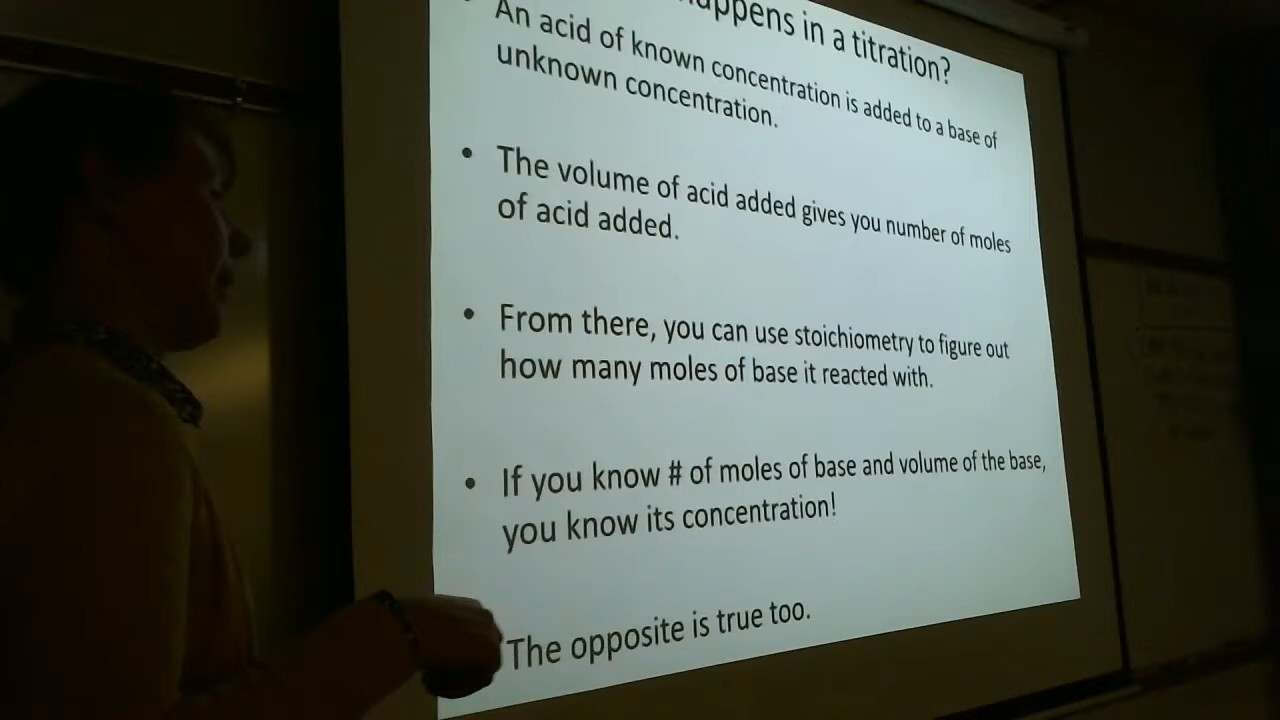 happens in a titration?
• An acid of known concentration is added to a base of
unknown concentration.
• The volume of acid added gives you number of moles
of acid added.
• From there, you can use stoichiometry to figure out
how many moles of base it reacted with.
• If you know # of moles of base and volume of the base,
you know its concentration!
The opposite is true too.